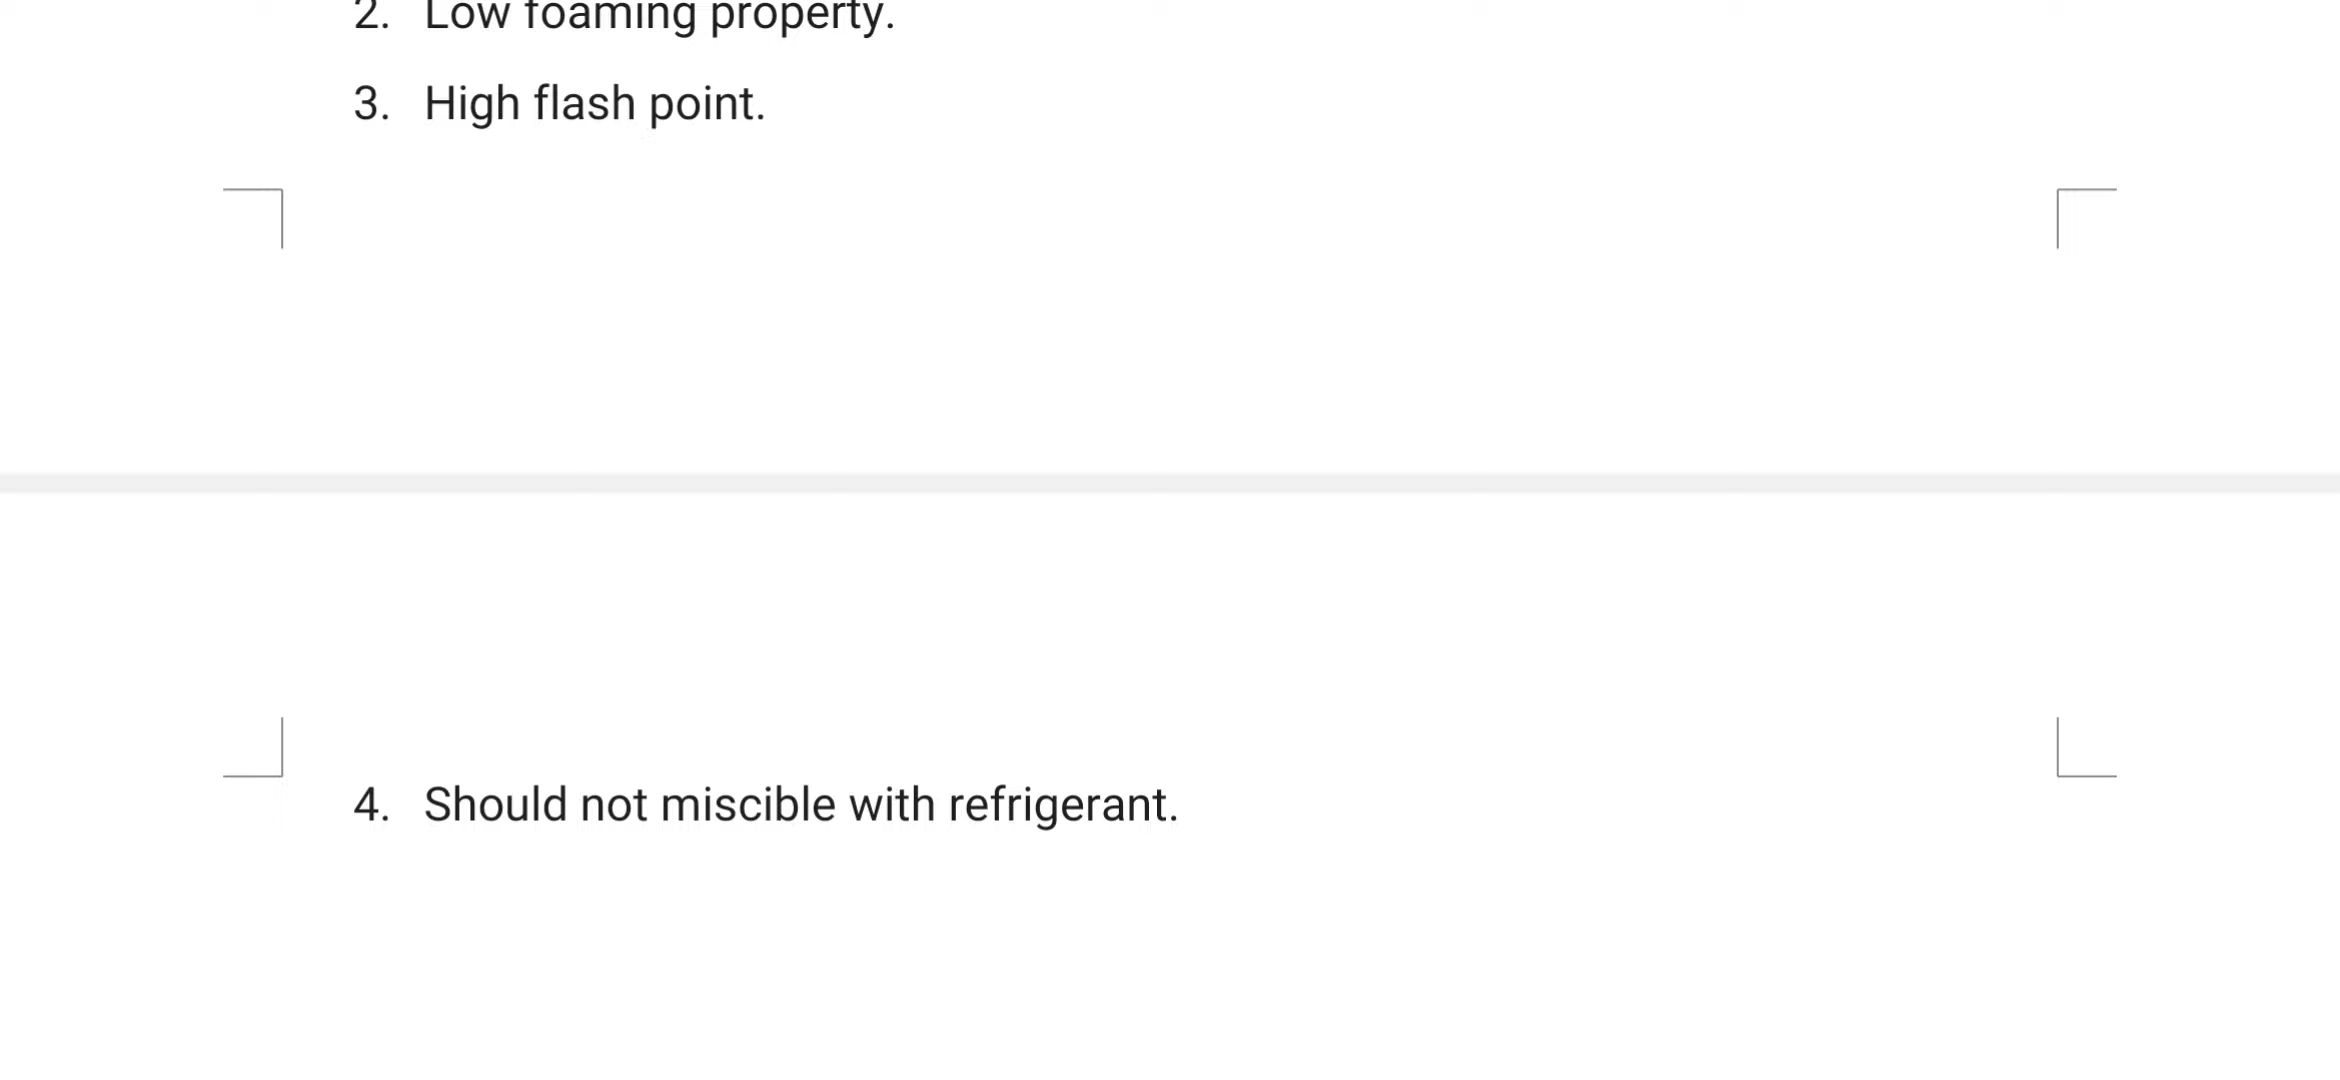 2. Low foaming property.
3. High flash point.
4. Should not miscible with refrigerant.